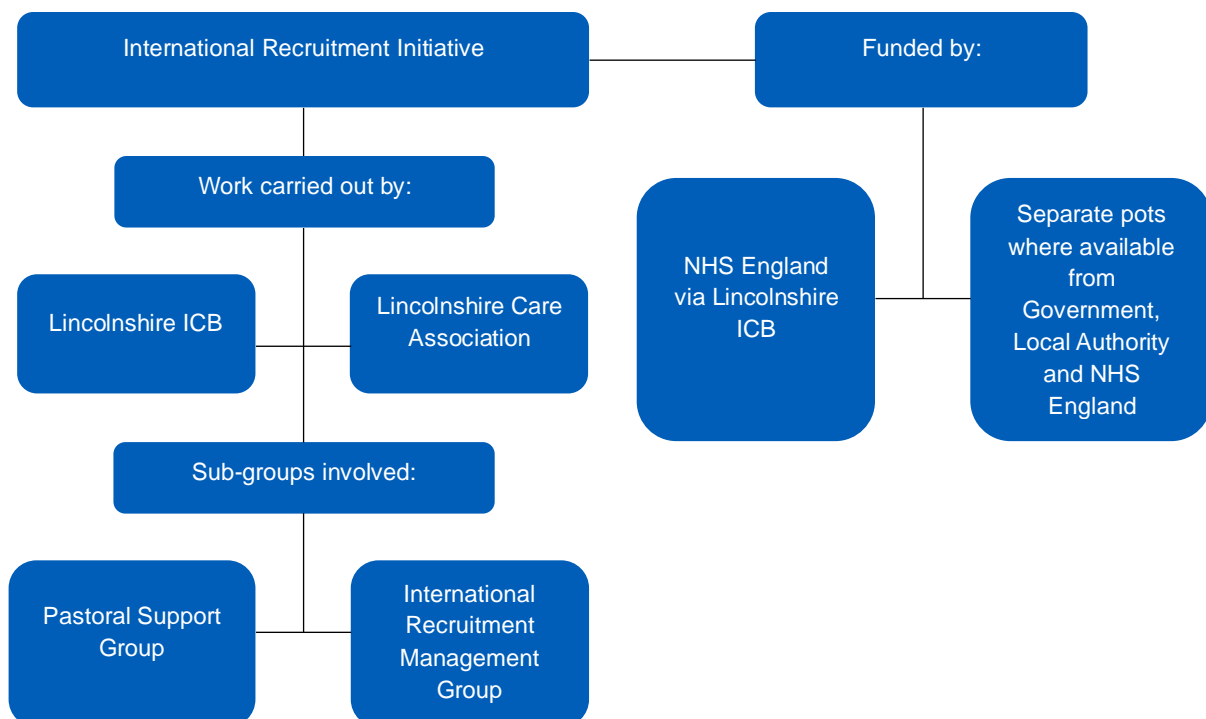 International Recruitment Initiative
Funded by:
Work carried out by:
Lincolnshire ICB
Lincolnshire Care
Association
NHS England
via Lincolnshire
ICB
Separate pots
where available
from
Government,
Local Authority
and NHS
England
Sub-groups involved:
Pastoral Support
Group
International
Recruitment
Management
Group